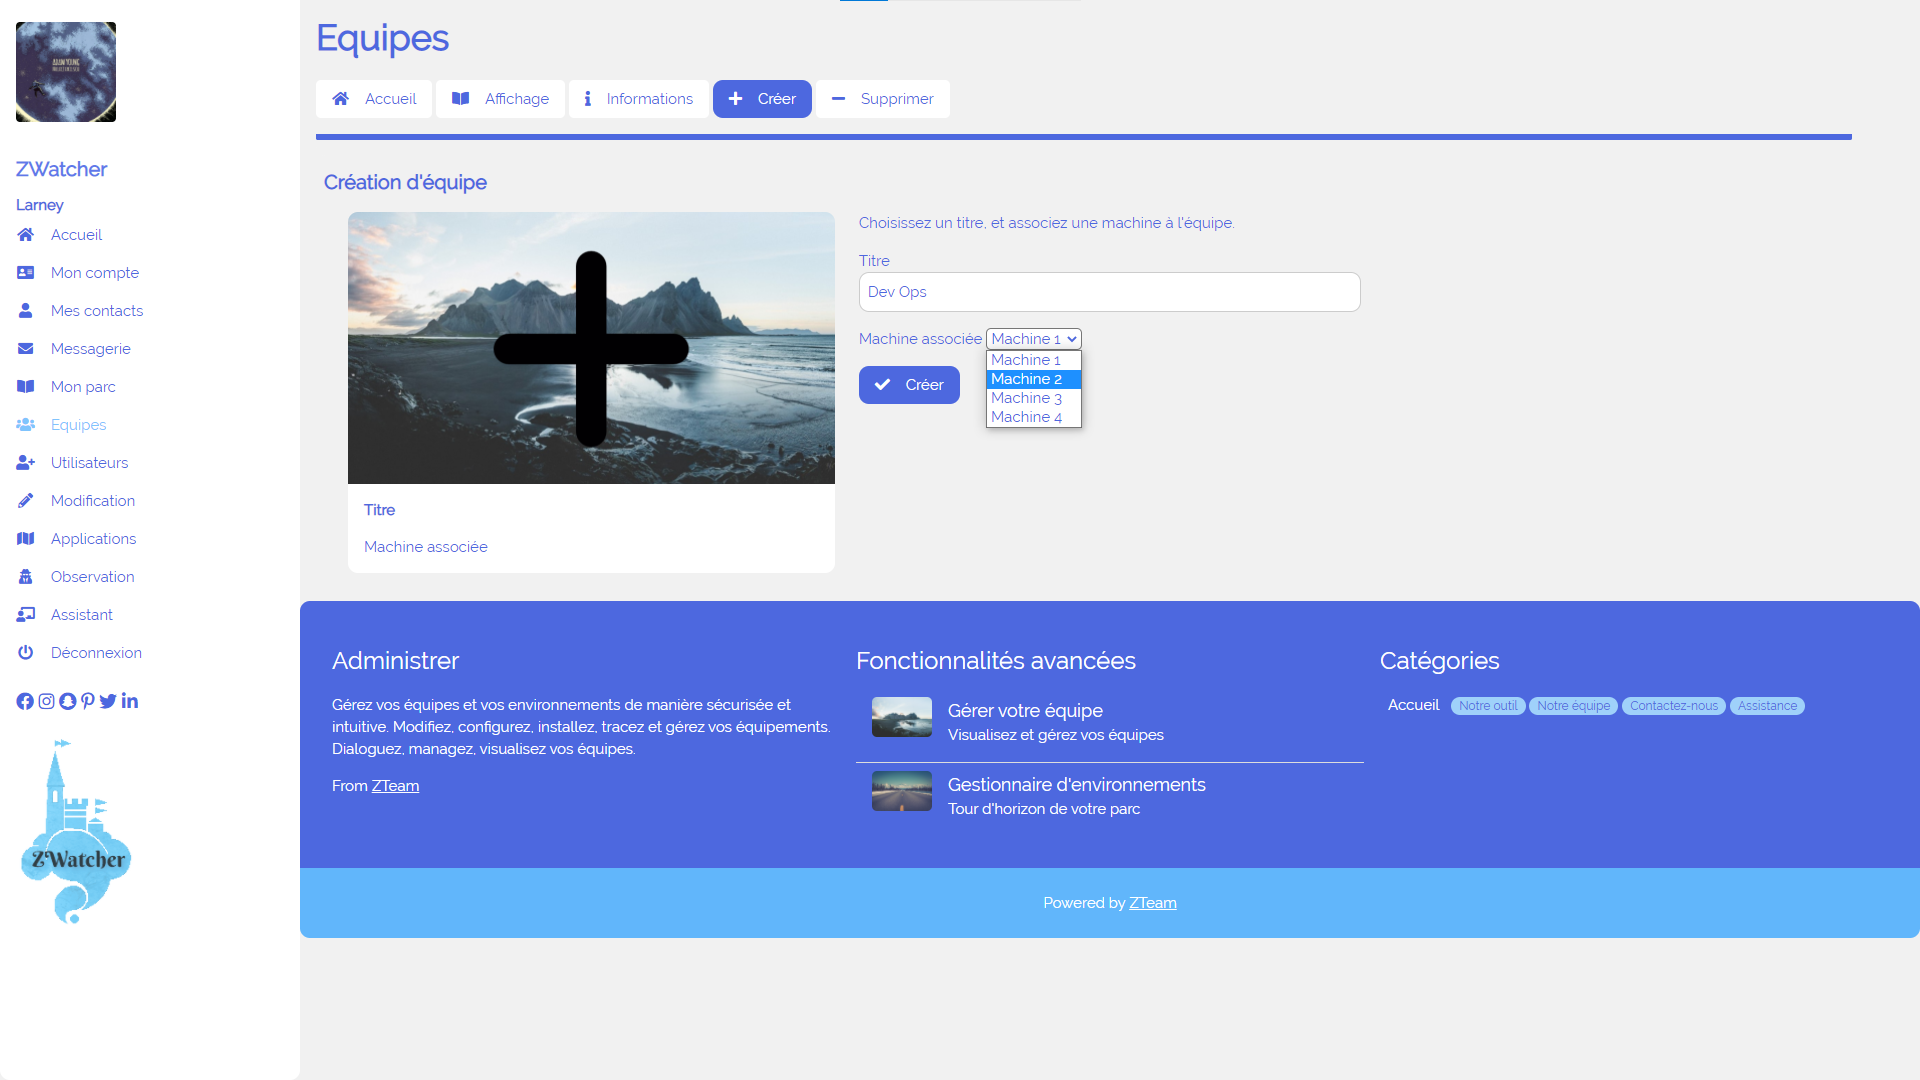 ZWatcher
Larney
Accueil
Mon compte
Mes contacts
Messagerie
Mon parc
Equipes
Utilisateurs
Modification
Applications
Observation
Assistant
Déconnexion
ZWatcher
Equipes
Accueil
Affichage
Informations
Créer
Supprimer
Création d'équipe
Titre
Machine associée
Choisissez un titre, et associez une machine à l'équipe.
Titre
Dev Ops
Machine associée Machine 1
Machine 1
Machine 2
Machine 3
Machine 4
Créer
Administrer
Gérez vos équipes et vos environnements de manière sécurisée et
intuitive. Modifiez, configurez, installez, tracez et gérez vos équipements.
Dialoguez, managez, visualisez vos équipes.
From ZTeam
Fonctionnalités avancées
Gérer votre équipe
Visualisez et gérez vos équipes
Gestionnaire d'environnements
Tour d'horizon de votre parc
Catégories
Accueil Notre outil Notre équipe Contactez-nous Assistance
Powered by ZTeam